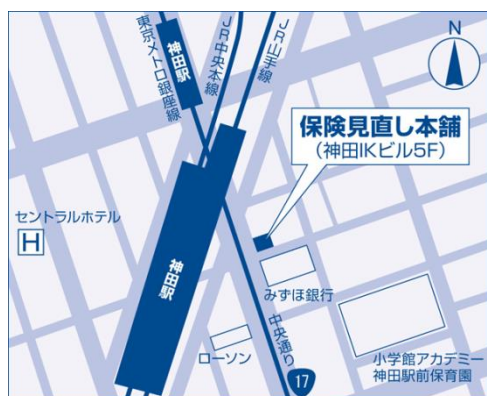 東京メトロ銀座線
神田駅
JR中央本線
JR山手線
N
保険見直し本舗
(神田IKビル5F)
セントラルホテル
H
神田駅
みずほ銀行
中央通り
17
ローソン
小学館アカデミー
神田駅前保育園